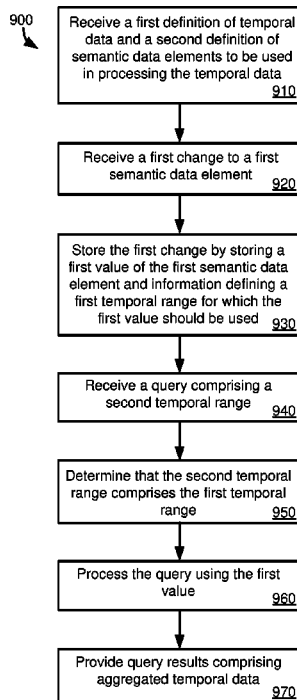 900
Receive a first definition of temporal
data and a second definition of
semantic data elements to be used
in processing the temporal data
910
Receive a first change to a first
semantic data element
920
Store the first change by storing a
first value of the first semantic data
element and information defining a
first temporal range for which the
first value should be used
930
Receive a query comprising a
second temporal range
940
Determine that the second temporal
range comprises the first temporal
range
950
Process the query using the first
value
960
Provide query results comprising
aggregated temporal data
970